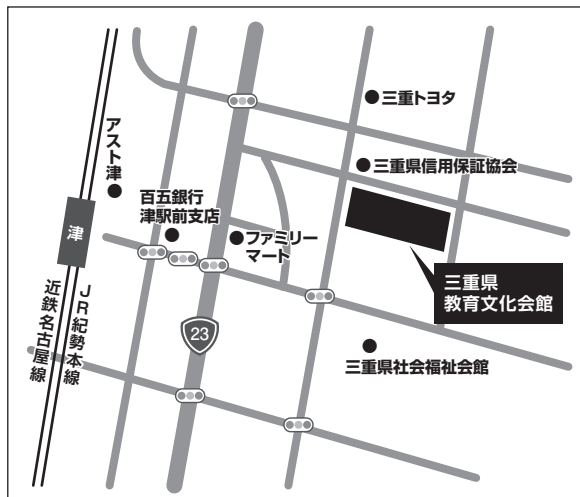 三重トヨタ
アスト津
三重県信用保証協会
百五銀行
津駅前支店
ファミリー
マート
津
三重県
教育文化会館
23
JR紀勢本線
近鉄名古屋線
三重県社会福祉会館